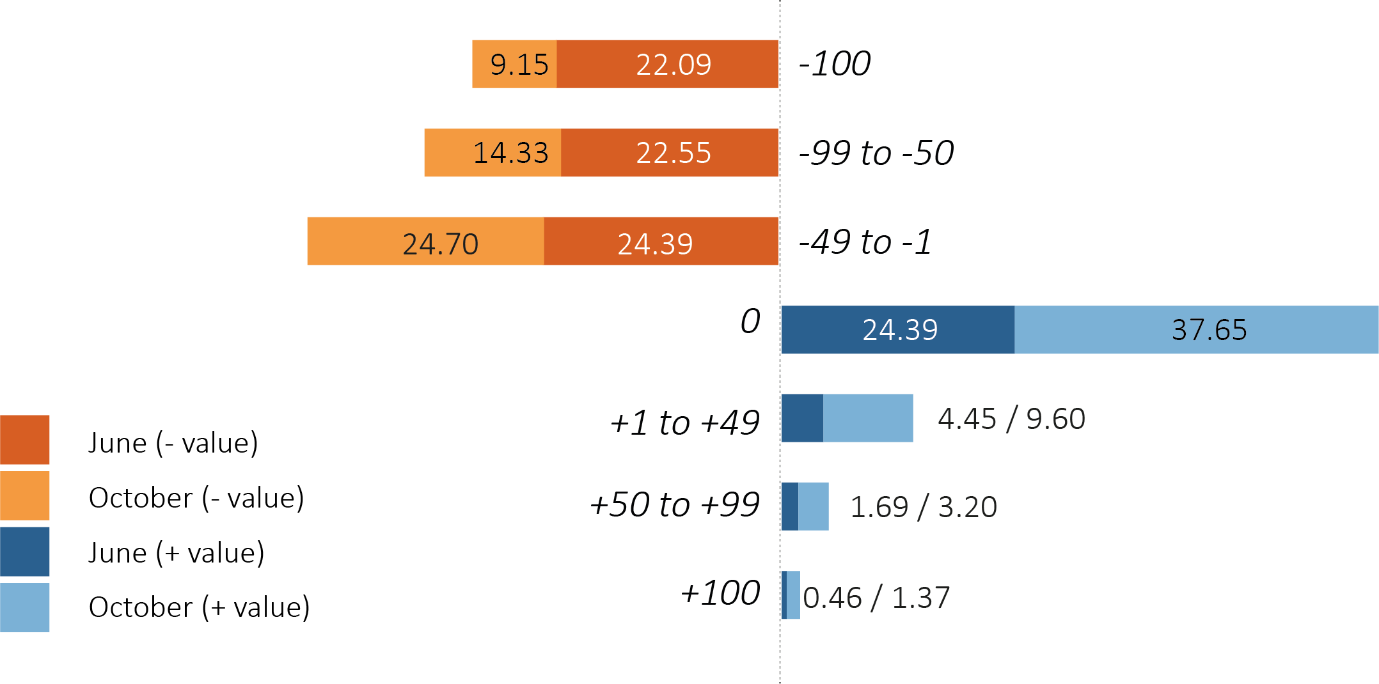 9.15 22.09 -100
14.33 22.55 -99 to -50
24.70 24.39 -49 to -1
0 24.39 37.65
+1 to +49 4.45 / 9.60
+50 to +99 1.69 / 3.20
+100 0.46 / 1.37
June (- value)
October (- value)
June (+ value)
October (+ value)